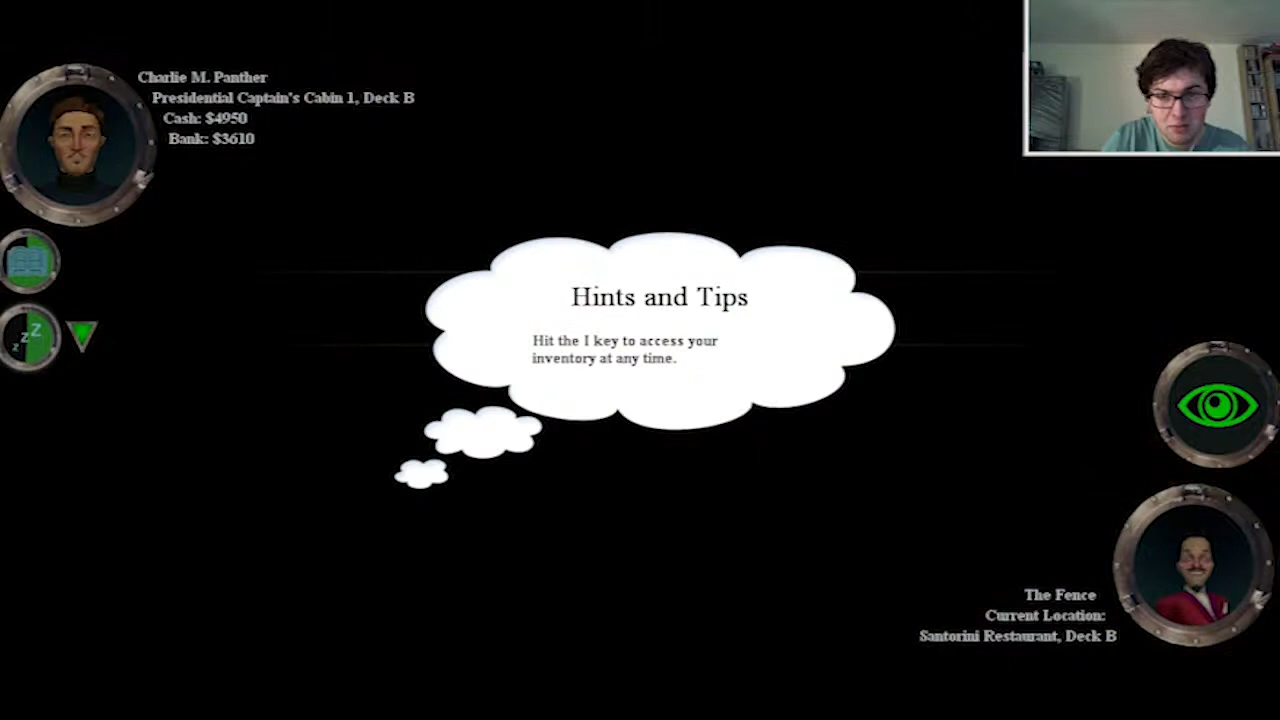 Charlie M. Panther
Presidential Captain's Cabin 1, Deck B
Cash: $4950
Bank: $3610
Hints and Tips
Hit the I key to access your
inventory at any time.
z z Z
The Fence
Current Location:
Santorini Restaurant, Deck B